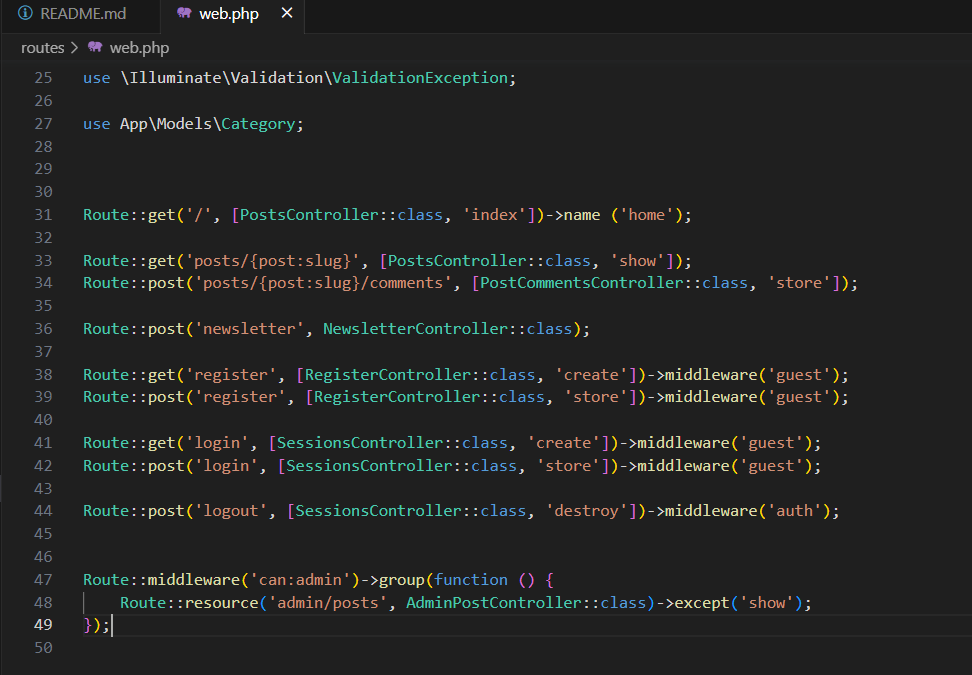 README.md web.php
routes > web.php
25 use \Illuminate\Validation\ValidationException;
26
27 use App\Models\Category;
28
29
30
31 Route::get('/', [PostsController::class, 'index'])->name ('home');
32
33 Route::get('posts/{post:slug}', [PostsController::class, 'show']);
34 Route::post('posts/{post:slug}/comments', [PostCommentsController::class, 'store']);
35
36 Route::post('newsletter', NewsletterController::class);
37
38 Route::get('register', [RegisterController::class, 'create'])->middleware('guest');
39 Route::post('register', [RegisterController::class, 'store'])->middleware('guest');
40
41 Route::get('login', [SessionsController::class, 'create'])->middleware('guest');
42 Route::post('login', [SessionsController::class, 'store'])->middleware('guest');
43
44 Route::post('logout', [SessionsController::class, 'destroy'])->middleware('auth');
45
46
47 Route::middleware('can:admin')->group(function () {
48     Route::resource('admin/posts', AdminPostController::class)->except('show');
49 });
50